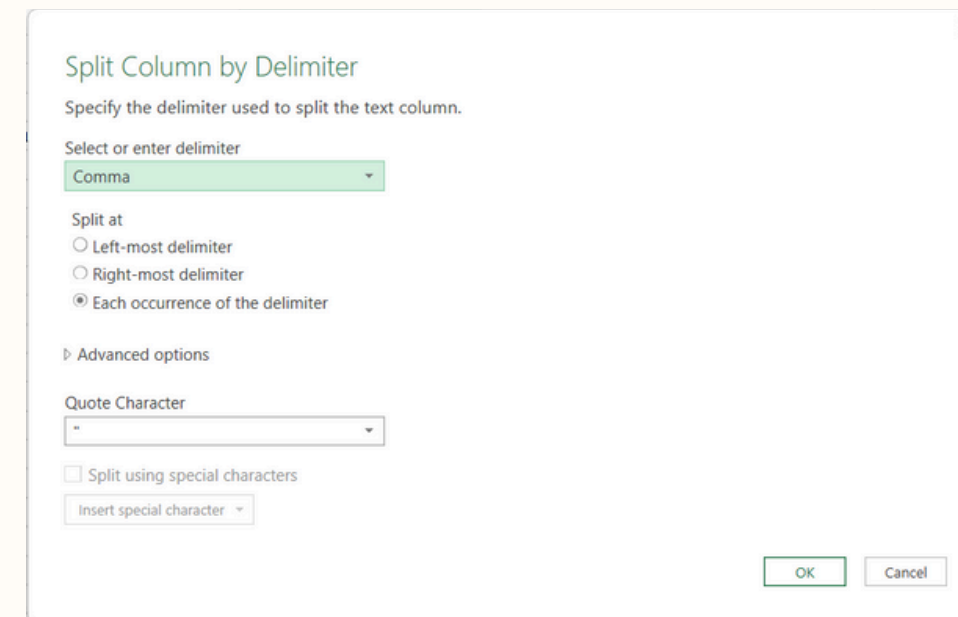 Split Column by Delimiter
Specify the delimiter used to split the text column.
Select or enter delimiter
Comma
Split at
Left-most delimiter
Right-most delimiter
Each occurrence of the delimiter
Advanced options
Quote Character
"
Split using special characters
Insert special character
OK Cancel